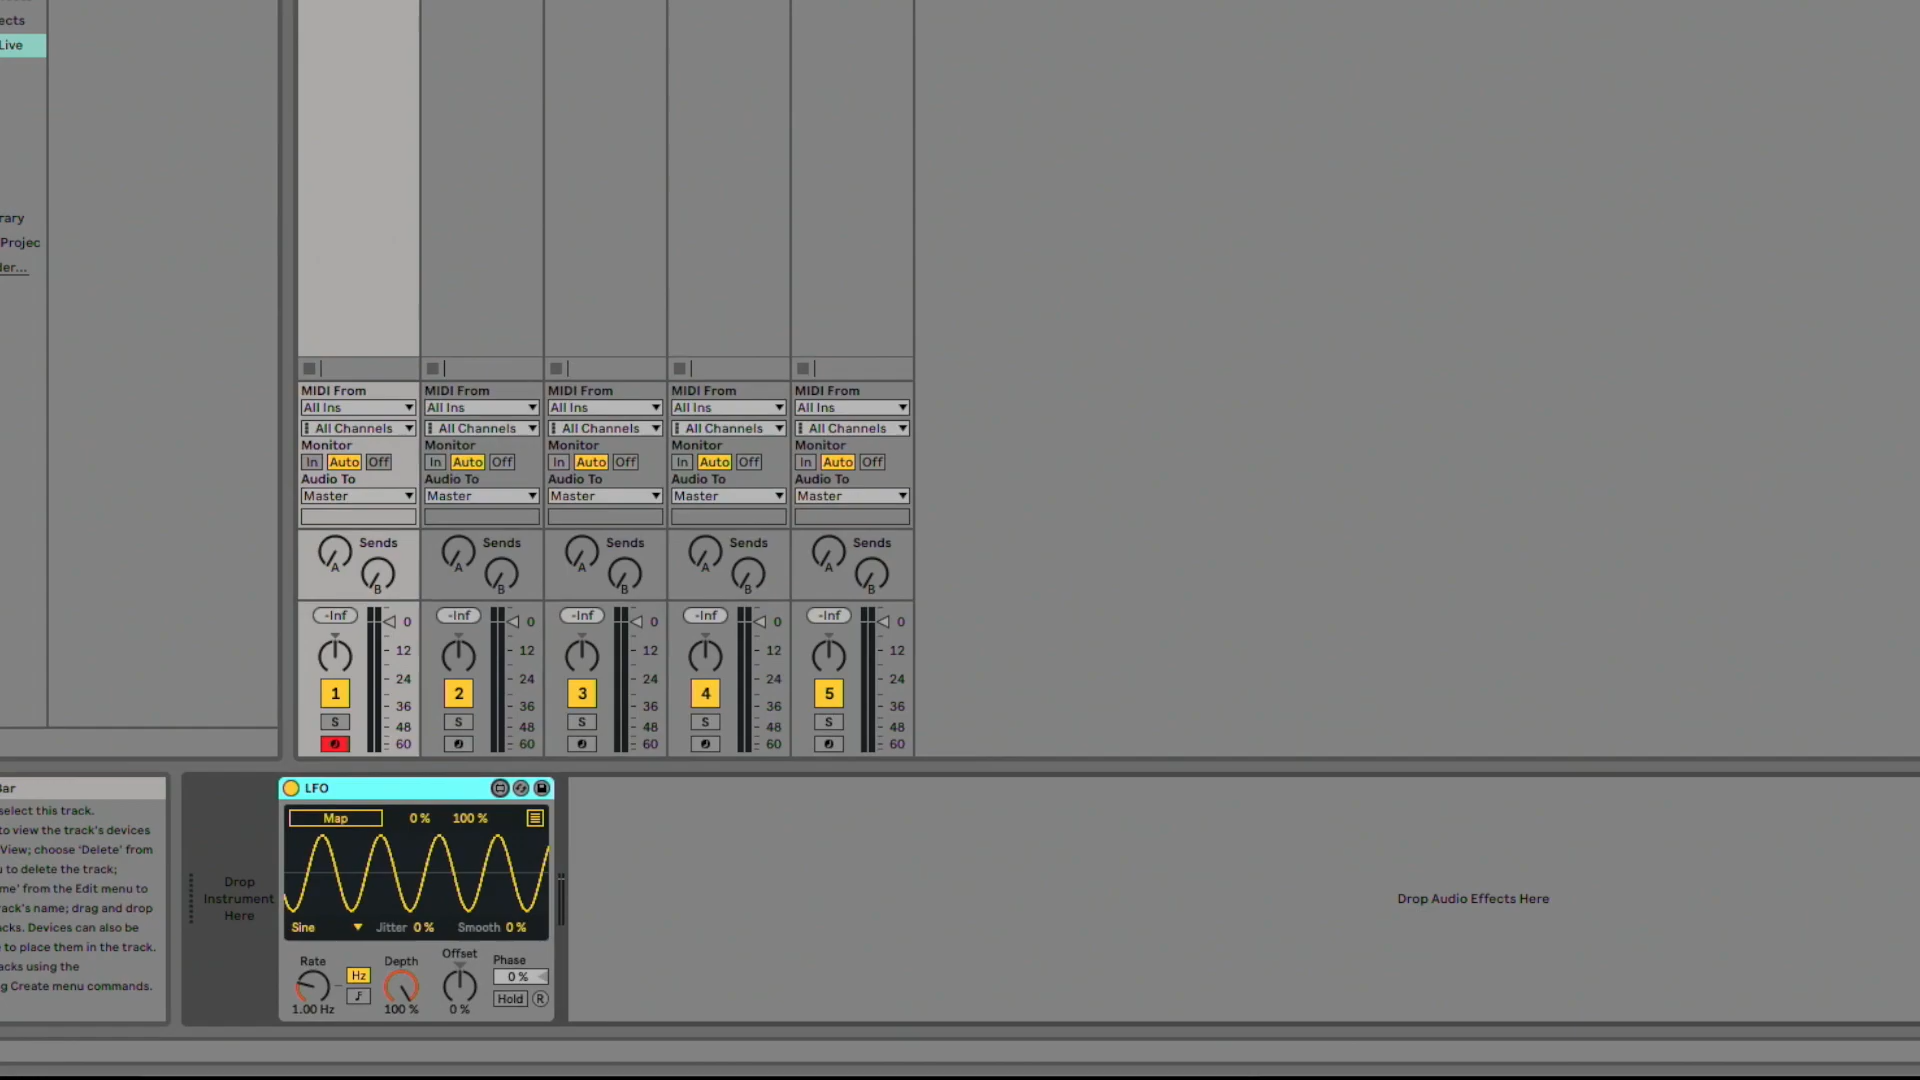 ects
Live
rary
Projec
der...
MIDI From
MIDI From
MIDI From
MIDI From
MIDI From
All Ins
All Ins
All Ins
All Ins
All Ins
All Channels
All Channels
All Channels
All Channels
All Channels
Monitor
Monitor
Monitor
Monitor
Monitor
In Auto Off
In Auto Off
In Auto Off
In Auto Off
In Auto Off
Audio To
Audio To
Audio To
Audio To
Audio To
Master
Master
Master
Master
Master
Sends
Sends
Sends
Sends
Sends
A
A
A
A
A
B
B
B
B
B
-Inf 0
-Inf 0
-Inf 0
-Inf 0
-Inf 0
12
12
12
12
12
24
24
24
24
24
1
2
3
4
5
36
36
36
36
36
S
S
S
S
S
48
48
48
48
48
60
60
60
60
60
Bar
select this track.
to view the track's devices
View; choose 'Delete' from
u to delete the track;
me' from the Edit menu to
rack's name; drag and drop
acks. Devices can also be
e to place them in the track.
acks using the
g Create menu commands.
Drop
Instrument
Here
LFO
Map 0 % 100 %
Sine Jitter 0 % Smooth 0 %
Rate
Hz
1.00 Hz
Depth
100 %
Offset
0 %
Phase
0 %
Hold R
Drop Audio Effects Here